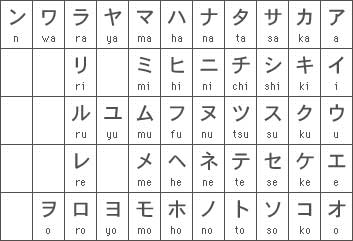 ン ワ ラ ヤ マ ハ ナ タ サ カ ア
n wa ra ya ma ha na ta sa ka a
リ ミ ヒ ニ チ シ キ イ
ri mi hi ni chi shi ki i
ル ユ ム フ ヌ ツ ス ク ウ
ru yu mu fu nu tsu su ku u
レ メ ヘ ネ テ セ ケ エ
re me he ne te se ke e
ヲ ロ ヨ モ ホ ノ ト ソ コ オ
o ro yo mo ho no to so ko o